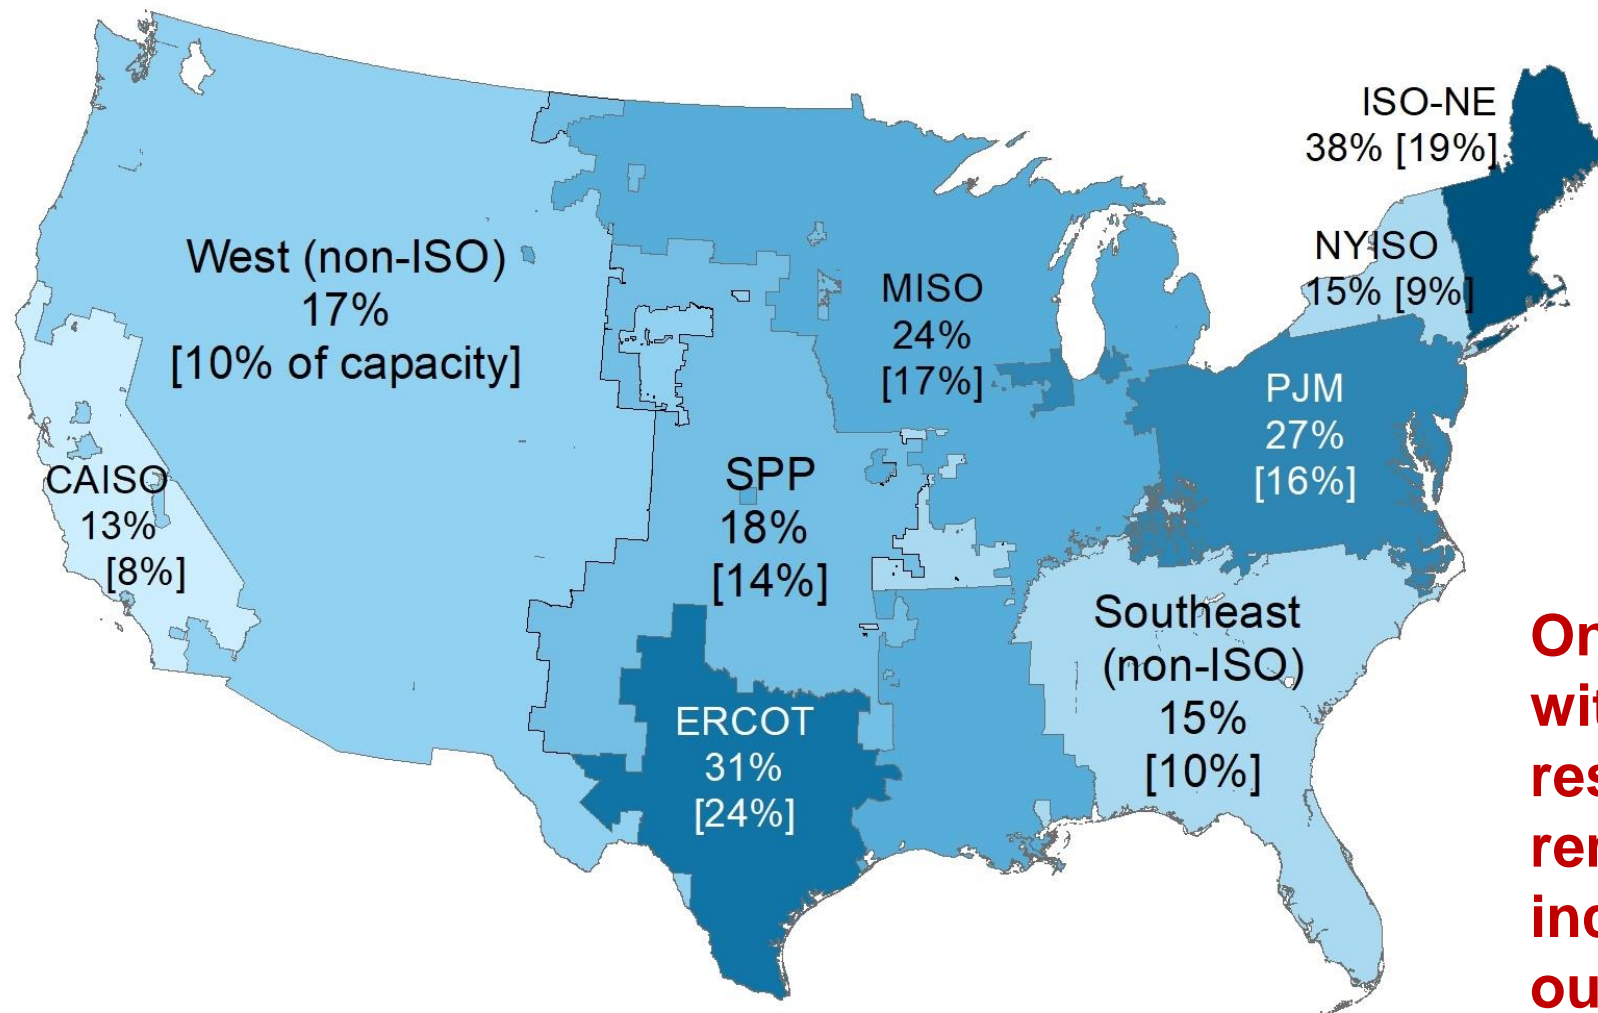 ISO-NE
38% [19%]
NYISO
15% [9%]
West (non-ISO)
17%
[10% of capacity]
MISO
24%
[17%]
PJM
27%
[16%]
CAISO
13%
[8%]
SPP
18%
[14%]
Southeast
(non-ISO)
15%
[10%]
ERCOT
31%
[24%]